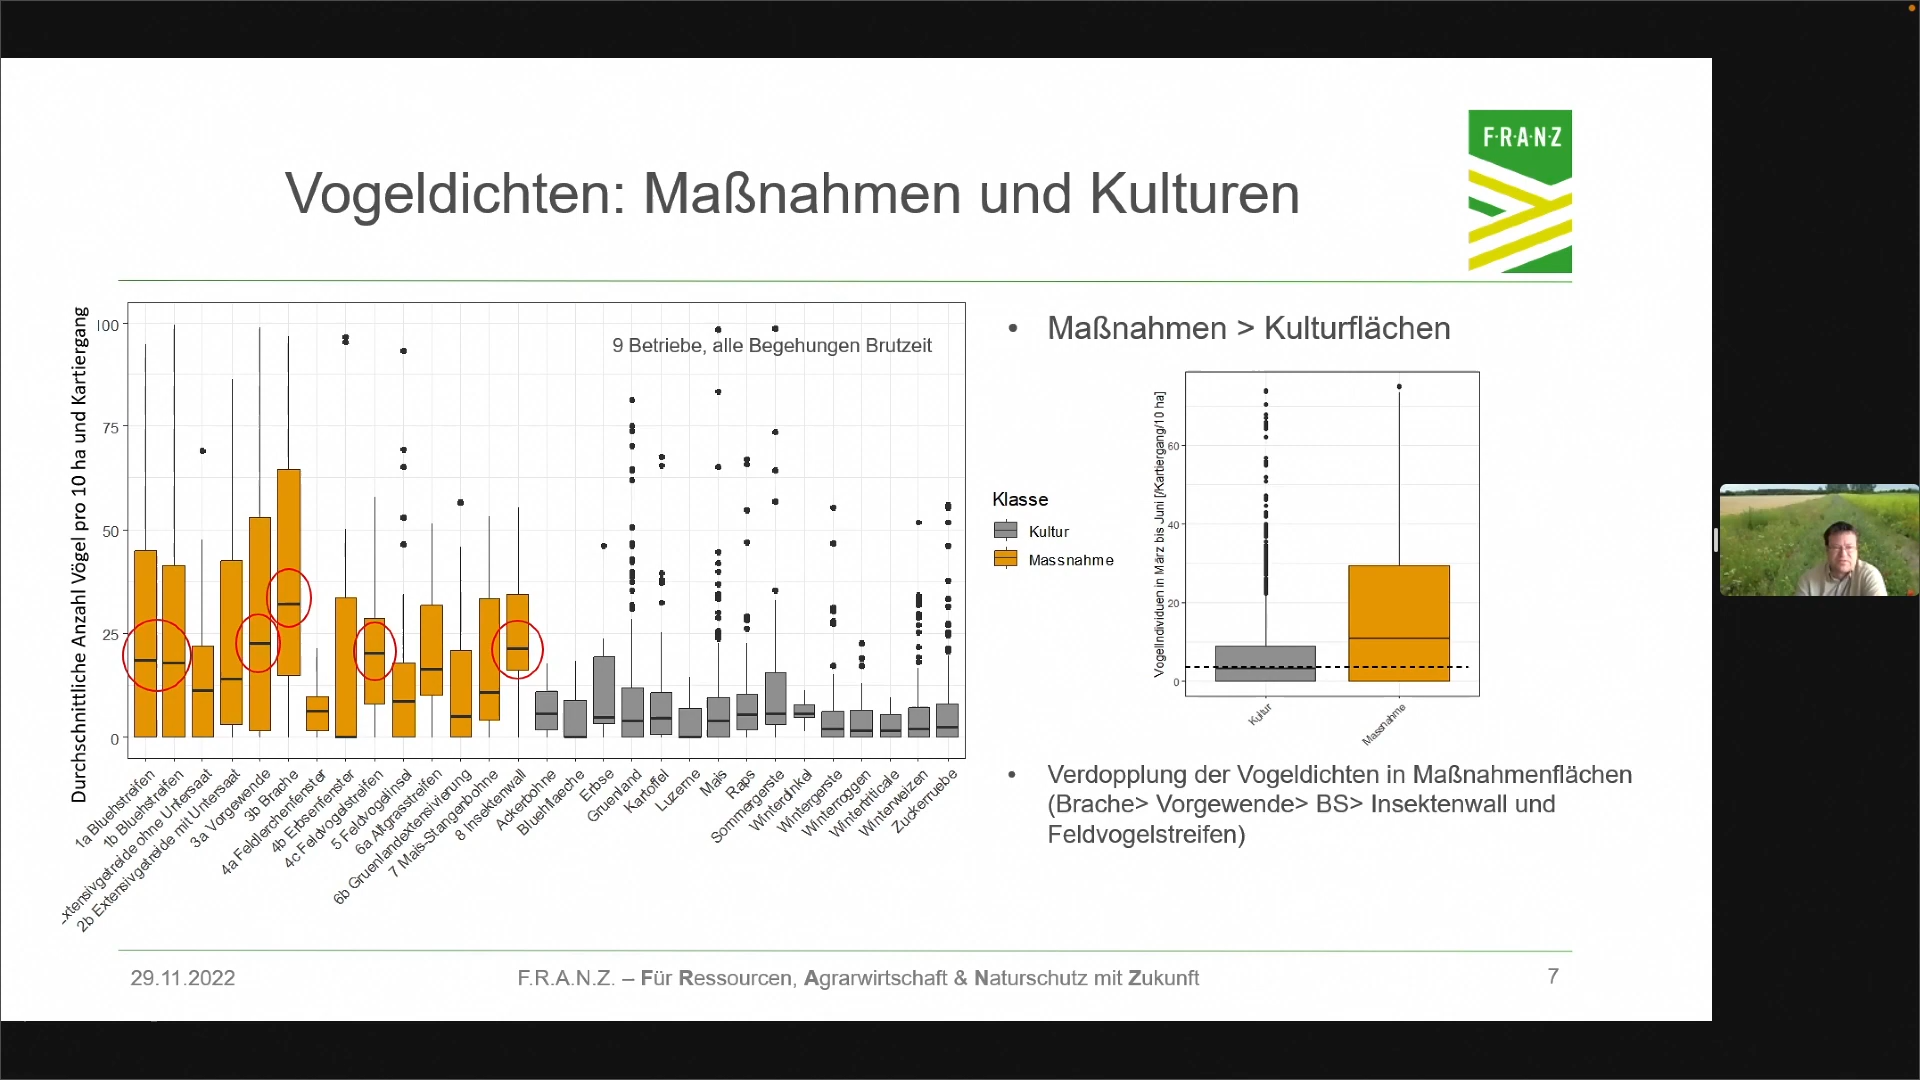 F·R·A·N·Z
Vogeldichten: Maßnahmen und Kulturen
Durchschnittliche Anzahl Vögel pro 10 ha und Kartiergang
100
75
50
25
0
9 Betriebe, alle Begehungen Brutzeit
1a Bluehstreifen
1b Bluehstreifen
xtensivgetreide ohne Untersaat
2b Extensivgetreide mit Untersaat
3a Vorgewende
3b Brache
4a Feldlerchenfenster
4b Erbsenfenster
4c Feldvogelstreifen
5 Feldvogelinsel
6a Altgrasstreifen
6b Gruenlandextensivierung
7 Mais-Stangenbohne
8 Insektenwall
Ackerbohne
Bluehflaeche
Erbse
Gruenland
Kartoffel
Luzerne
Mais
Raps
Sommergerste
Winterdinkel
Wintergerste
Winterroggen
Wintertriticale
Winterweizen
Zuckerruebe
Klasse
Kultur
Massnahme
• Maßnahmen > Kulturflächen
Vogelindividuen in März bis Juni [/Kartiergang/10 ha]
60
40
20
0
Kultur
Massnahme
• Verdopplung der Vogeldichten in Maßnahmenflächen
(Brache> Vorgewende> BS> Insektenwall und
Feldvogelstreifen)
29.11.2022
F.R.A.N.Z. – Für Ressourcen, Agrarwirtschaft & Naturschutz mit Zukunft
7